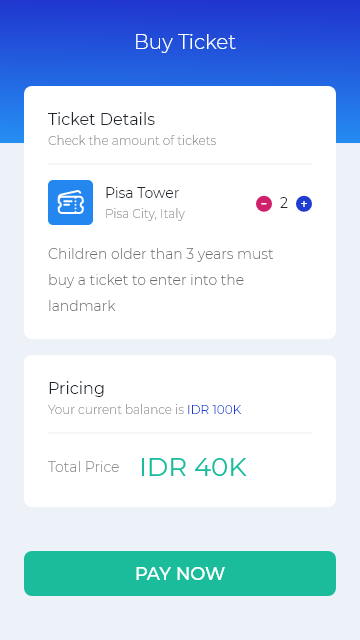 Buy Ticket
Ticket Details
Check the amount of tickets
Pisa Tower
Pisa City, Italy
2
Children older than 3 years must
buy a ticket to enter into the
landmark
Pricing
Your current balance is IDR 100K
Total Price IDR 40K
PAY NOW